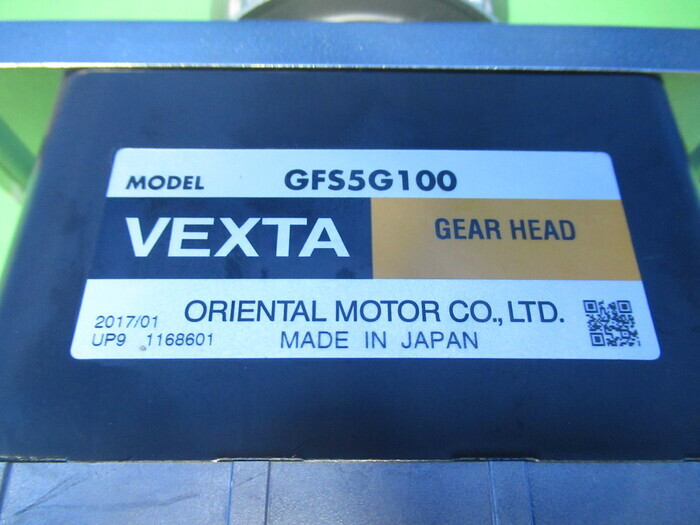 MODEL GFS5G100
VEXTA
GEAR HEAD
2017/01 ORIENTAL MOTOR CO., LTD.
UP9 1168601 MADE IN JAPAN